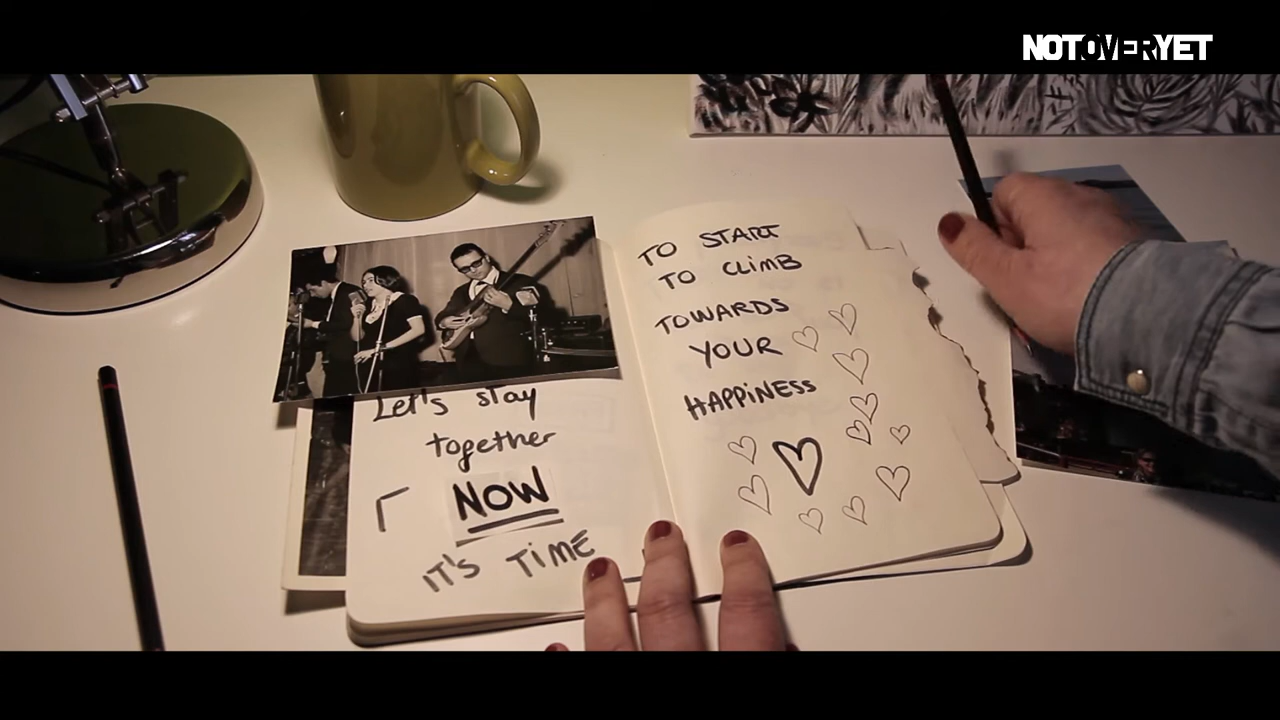 NOTOVERYET
Let's stay
together
NOW
IT'S TIME
TO START
TO CLIMB
TOWARDS
YOUR
HAPPINESS